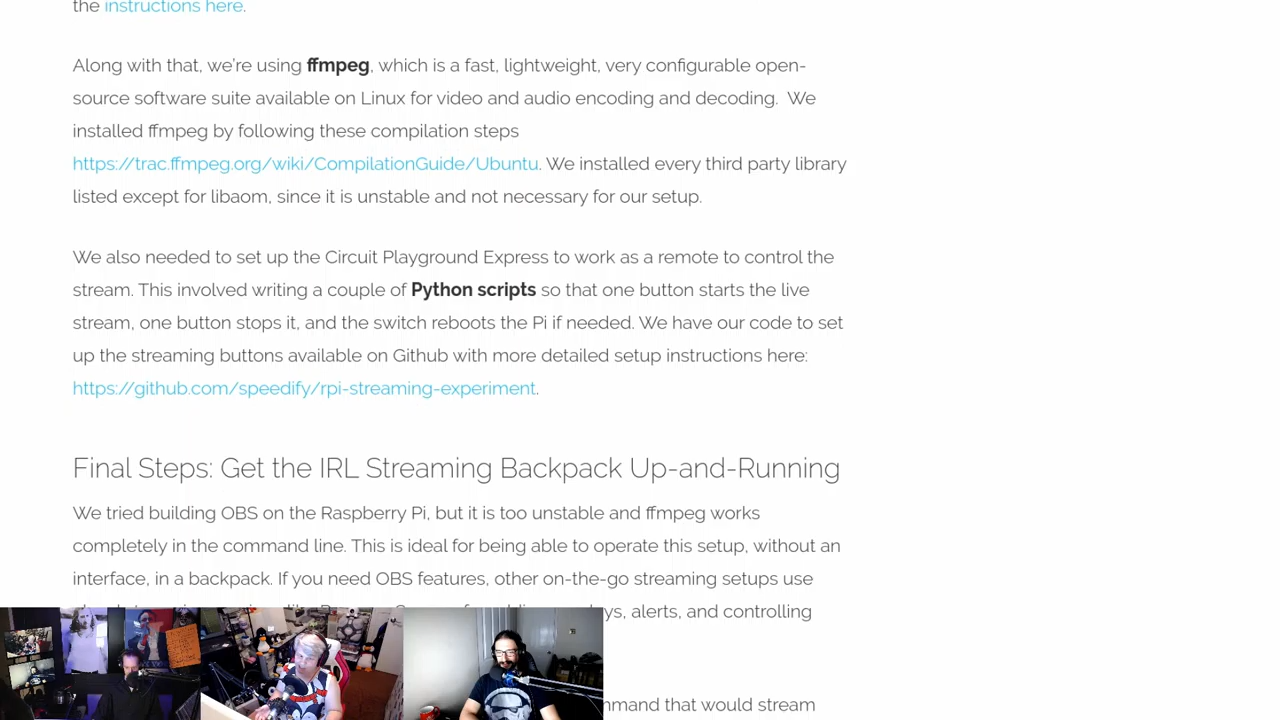 the instructions here.
Along with that, we're using ffmpeg, which is a fast, lightweight, very configurable open-
source software suite available on Linux for video and audio encoding and decoding.  We
installed ffmpeg by following these compilation steps
https://trac.ffmpeg.org/wiki/CompilationGuide/Ubuntu. We installed every third party library
listed except for libaom, since it is unstable and not necessary for our setup.
We also needed to set up the Circuit Playground Express to work as a remote to control the
stream. This involved writing a couple of Python scripts so that one button starts the live
stream, one button stops it, and the switch reboots the Pi if needed. We have our code to set
up the streaming buttons available on Github with more detailed setup instructions here:
https://github.com/speedify/rpi-streaming-experiment.
Final Steps: Get the IRL Streaming Backpack Up-and-Running
We tried building OBS on the Raspberry Pi, but it is too unstable and ffmpeg works
completely in the command line. This is ideal for being able to operate this setup, without an
interface, in a backpack. If you need OBS features, other on-the-go streaming setups use
alerts, and controlling
that would stream